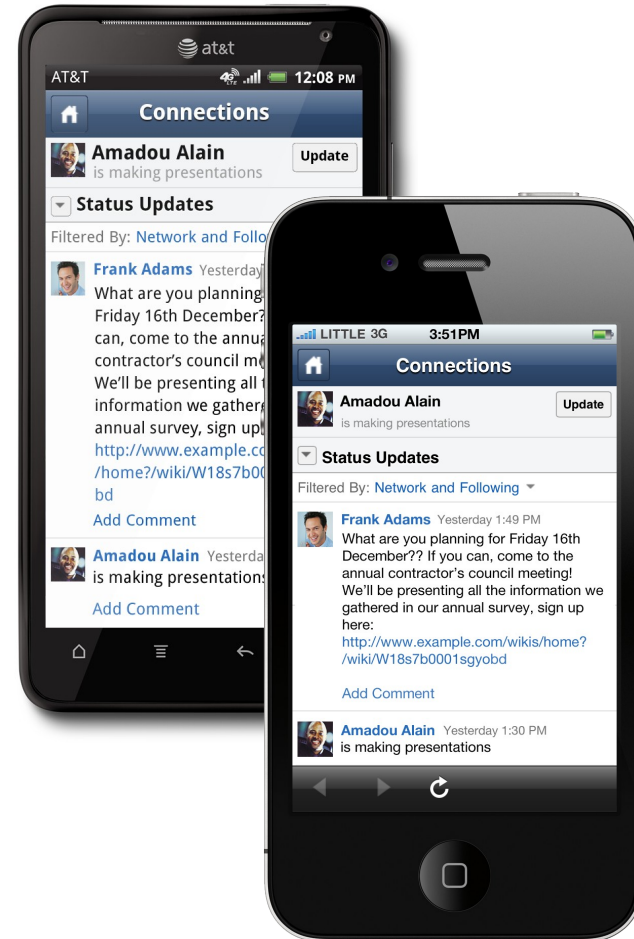 at&t
AT&T 4G LTE 12:08 PM
Connections
Amadou Alain
is making presentations
Update
Status Updates
Filtered By: Network and Follo
Frank Adams Yesterday
What are you planning
Friday 16th December?
can, come to the annua
contractor's council me
We'll be presenting all t
information we gather
annual survey, sign up
http://www.example.co
/home?/wiki/W18s7b00
bd
Add Comment
Amadou Alain Yesterda
is making presentations
Add Comment
LITTLE 3G 3:51PM
Connections
Amadou Alain
is making presentations
Update
Status Updates
Filtered By: Network and Following
Frank Adams Yesterday 1:49 PM
What are you planning for Friday 16th
December?? If you can, come to the
annual contractor's council meeting!
We'll be presenting all the information we
gathered in our annual survey, sign up
here:
http://www.example.com/wikis/home?
/wiki/W18s7b0001sgyobd
Add Comment
Amadou Alain Yesterday 1:30 PM
is making presentations